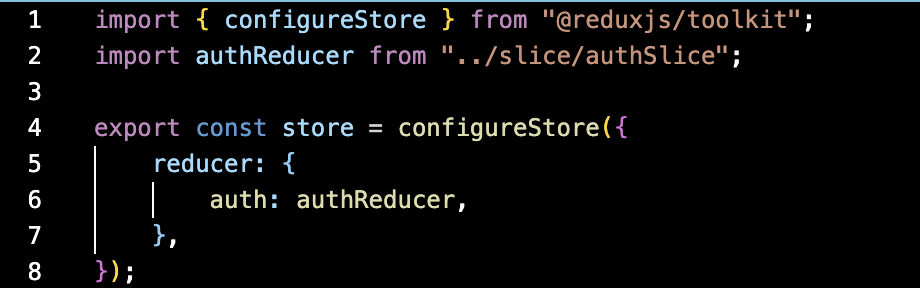 1 import { configureStore } from "@reduxjs/toolkit";
2 import authReducer from "../slice/authSlice";
3
4 export const store = configureStore({
5     reducer: {
6         auth: authReducer,
7     },
8 });